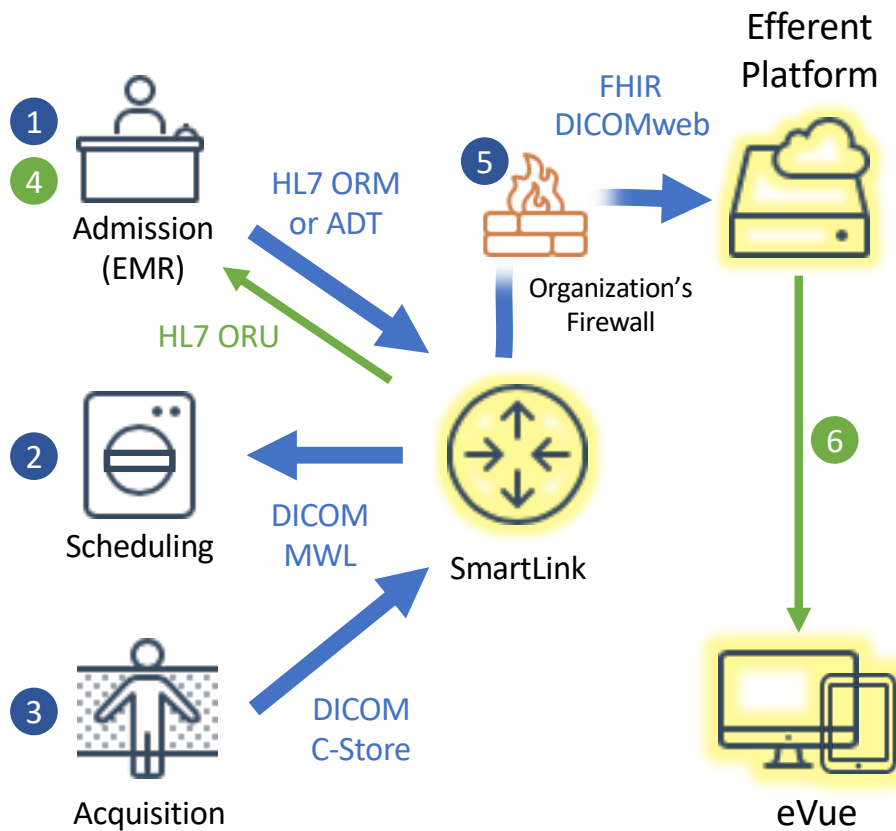 Efferent
Platform
1
4
Admission
(EMR)
HL7 ORM
or ADT
HL7 ORU
5
FHIR
DICOMweb
Organization's
Firewall
2
Scheduling
DICOM
MWL
SmartLink
6
3
Acquisition
DICOM
C-Store
eVue